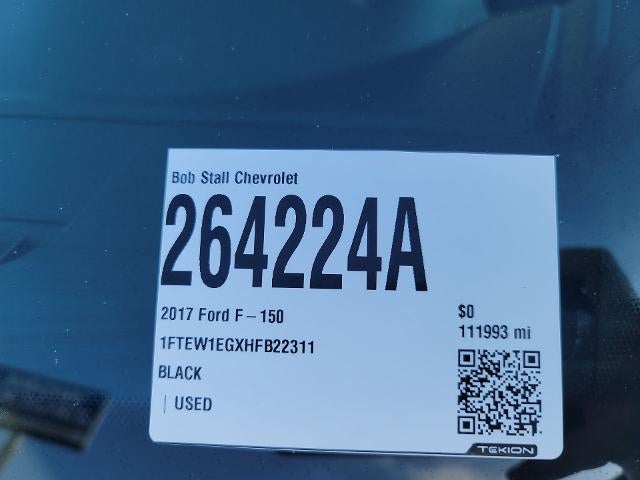 Bob Stall Chevrolet
264224A
2017 Ford F-150
$0
111993 mi
1FTEW1EGXHFB22311
BLACK
| USED
TEKION